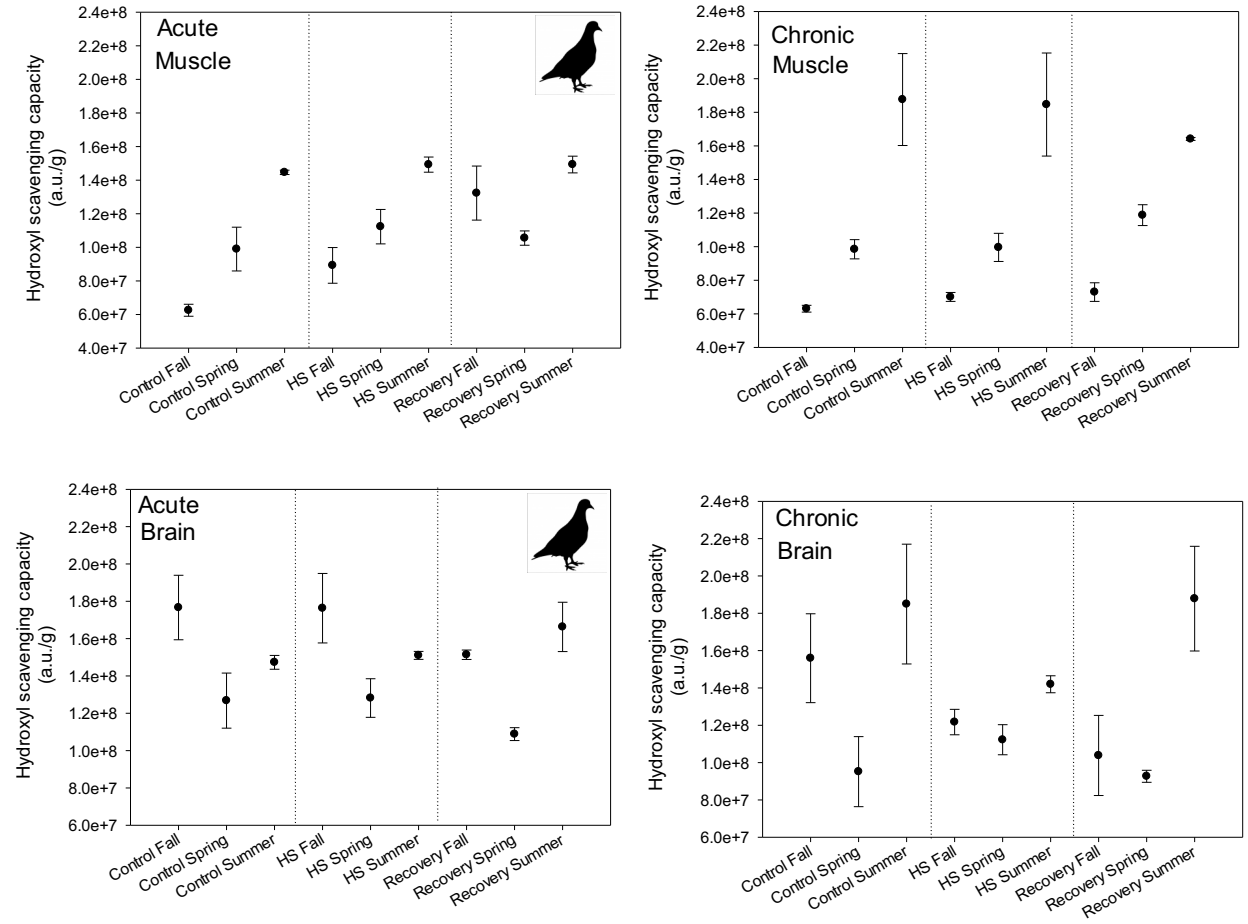 Acute
Muscle
Hydroxyl scavenging capacity
(a.u./g)
2.4e+8
2.2e+8
2.0e+8
1.8e+8
1.6e+8
1.4e+8
1.2e+8
1.0e+8
8.0e+7
6.0e+7
4.0e+7
Control Fall
Control Spring
Control Summer
HS Fall
HS Spring
HS Summer
Recovery Fall
Recovery Spring
Recovery Summer
Chronic
Muscle
Hydroxyl scavenging capacity
(a.u./g)
2.4e+8
2.2e+8
2.0e+8
1.8e+8
1.6e+8
1.4e+8
1.2e+8
1.0e+8
8.0e+7
6.0e+7
4.0e+7
Control Fall
Control Spring
Control Summer
HS Fall
HS Spring
HS Summer
Recovery Fall
Recovery Spring
Recovery Summer
Acute
Brain
Hydroxyl scavenging capacity
(a.u./g)
2.4e+8
2.2e+8
2.0e+8
1.8e+8
1.6e+8
1.4e+8
1.2e+8
1.0e+8
8.0e+7
6.0e+7
Control Fall
Control Spring
Control Summer
HS Fall
HS Spring
HS Summer
Recovery Fall
Recovery Spring
Recovery Summer
Chronic
Brain
Hydroxyl scavenging capacity
(a.u./g)
2.4e+8
2.2e+8
2.0e+8
1.8e+8
1.6e+8
1.4e+8
1.2e+8
1.0e+8
8.0e+7
6.0e+7
Control Fall
Control Spring
Control Summer
HS Fall
HS Spring
HS Summer
Recovery Fall
Recovery Spring
Recovery Summer